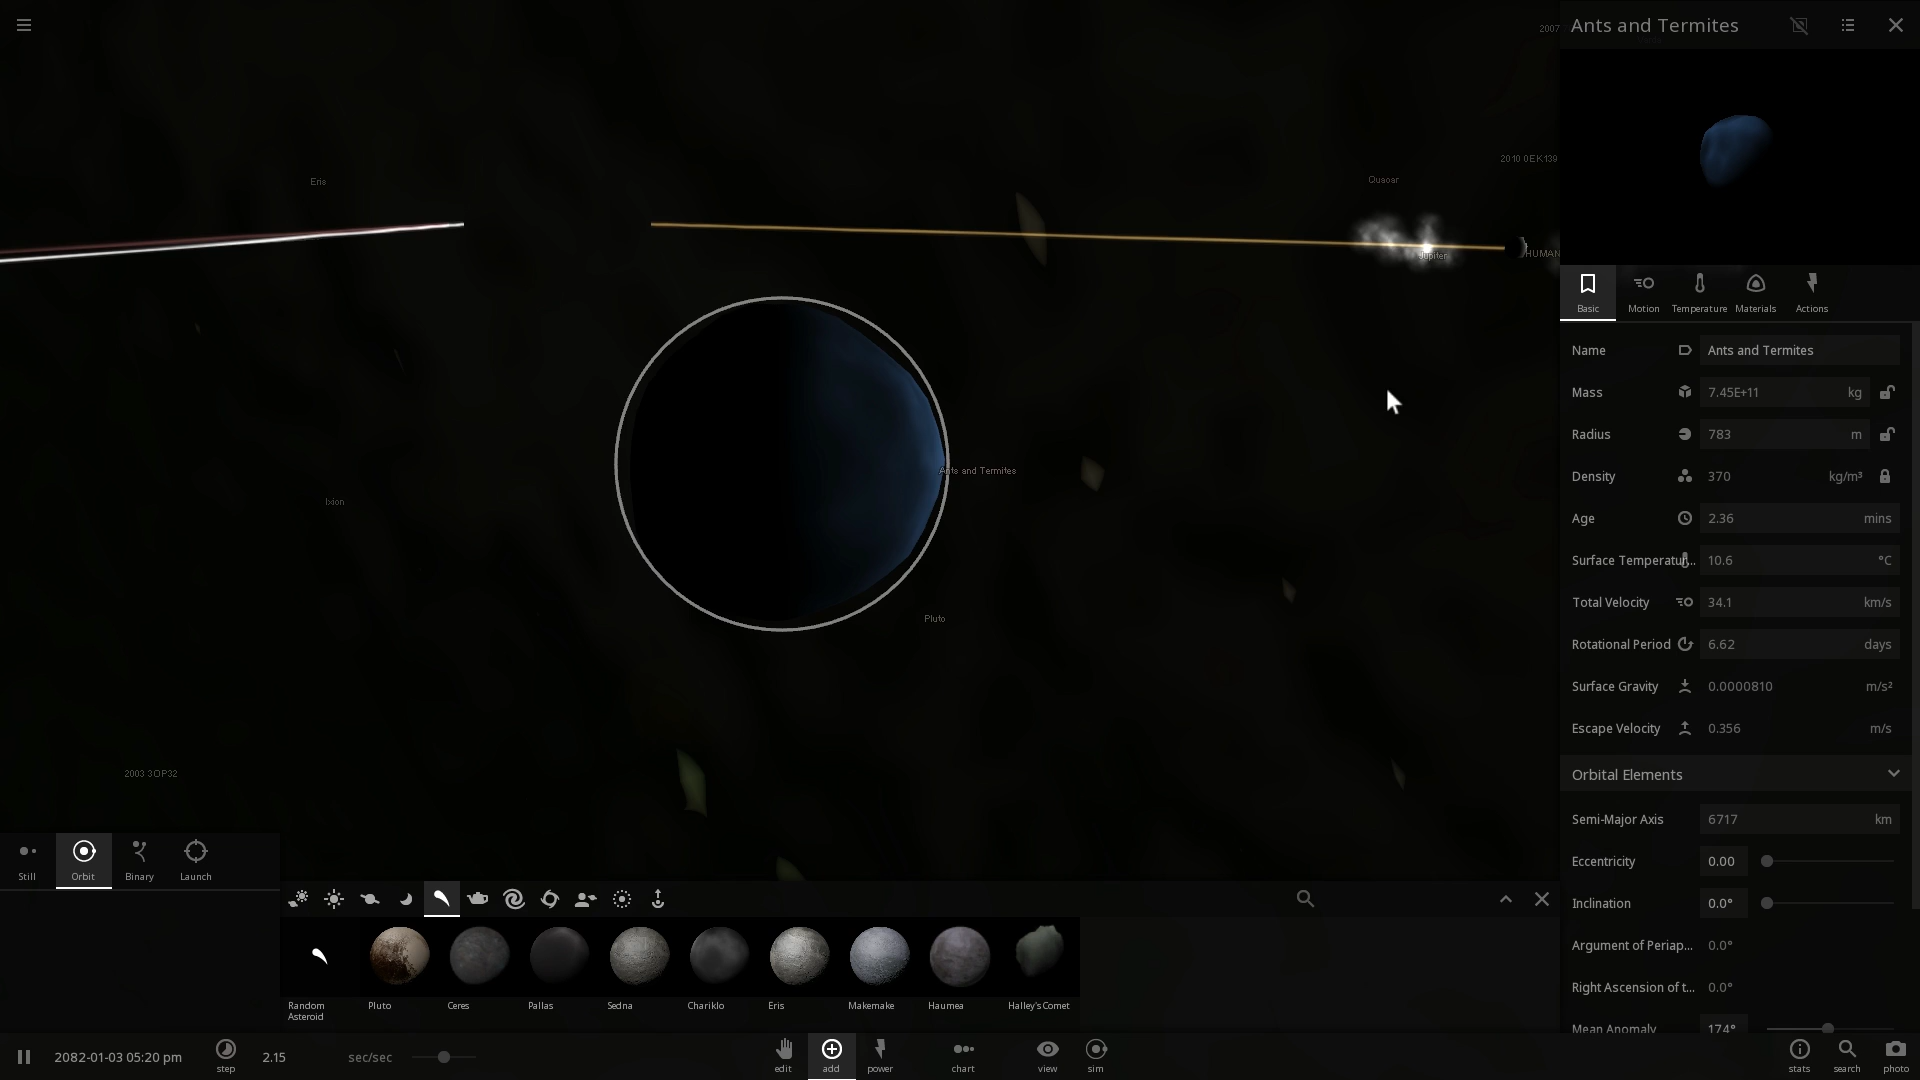 2007
Ants and Termites
2010 0EK139
Eris
Quaoar
Jupiter
HUMAN
Ants and Termites
Ixion
Pluto
2003 3OP32
Basic
Motion
Temperature
Materials
Actions
Name
Ants and Termites
Mass
7.45E+11
kg
Radius
783
m
Density
370
kg/m³
Age
2.36
mins
Surface Temperatur...
10.6
°C
Total Velocity
34.1
km/s
Rotational Period
6.62
days
Surface Gravity
0.0000810
m/s²
Escape Velocity
0.356
m/s
Orbital Elements
Semi-Major Axis
6717
km
Eccentricity
0.00
Inclination
0.0°
Argument of Periap...
0.0°
Right Ascension of t...
0.0°
Mean Anomaly
174°
Still
Orbit
Binary
Launch
Random Asteroid
Pluto
Ceres
Pallas
Sedna
Chariklo
Eris
Makemake
Haumea
Halley's Comet
2082-01-03 05:20 pm
step
2.15
sec/sec
edit
add
power
chart
view
sim
stats
search
photo